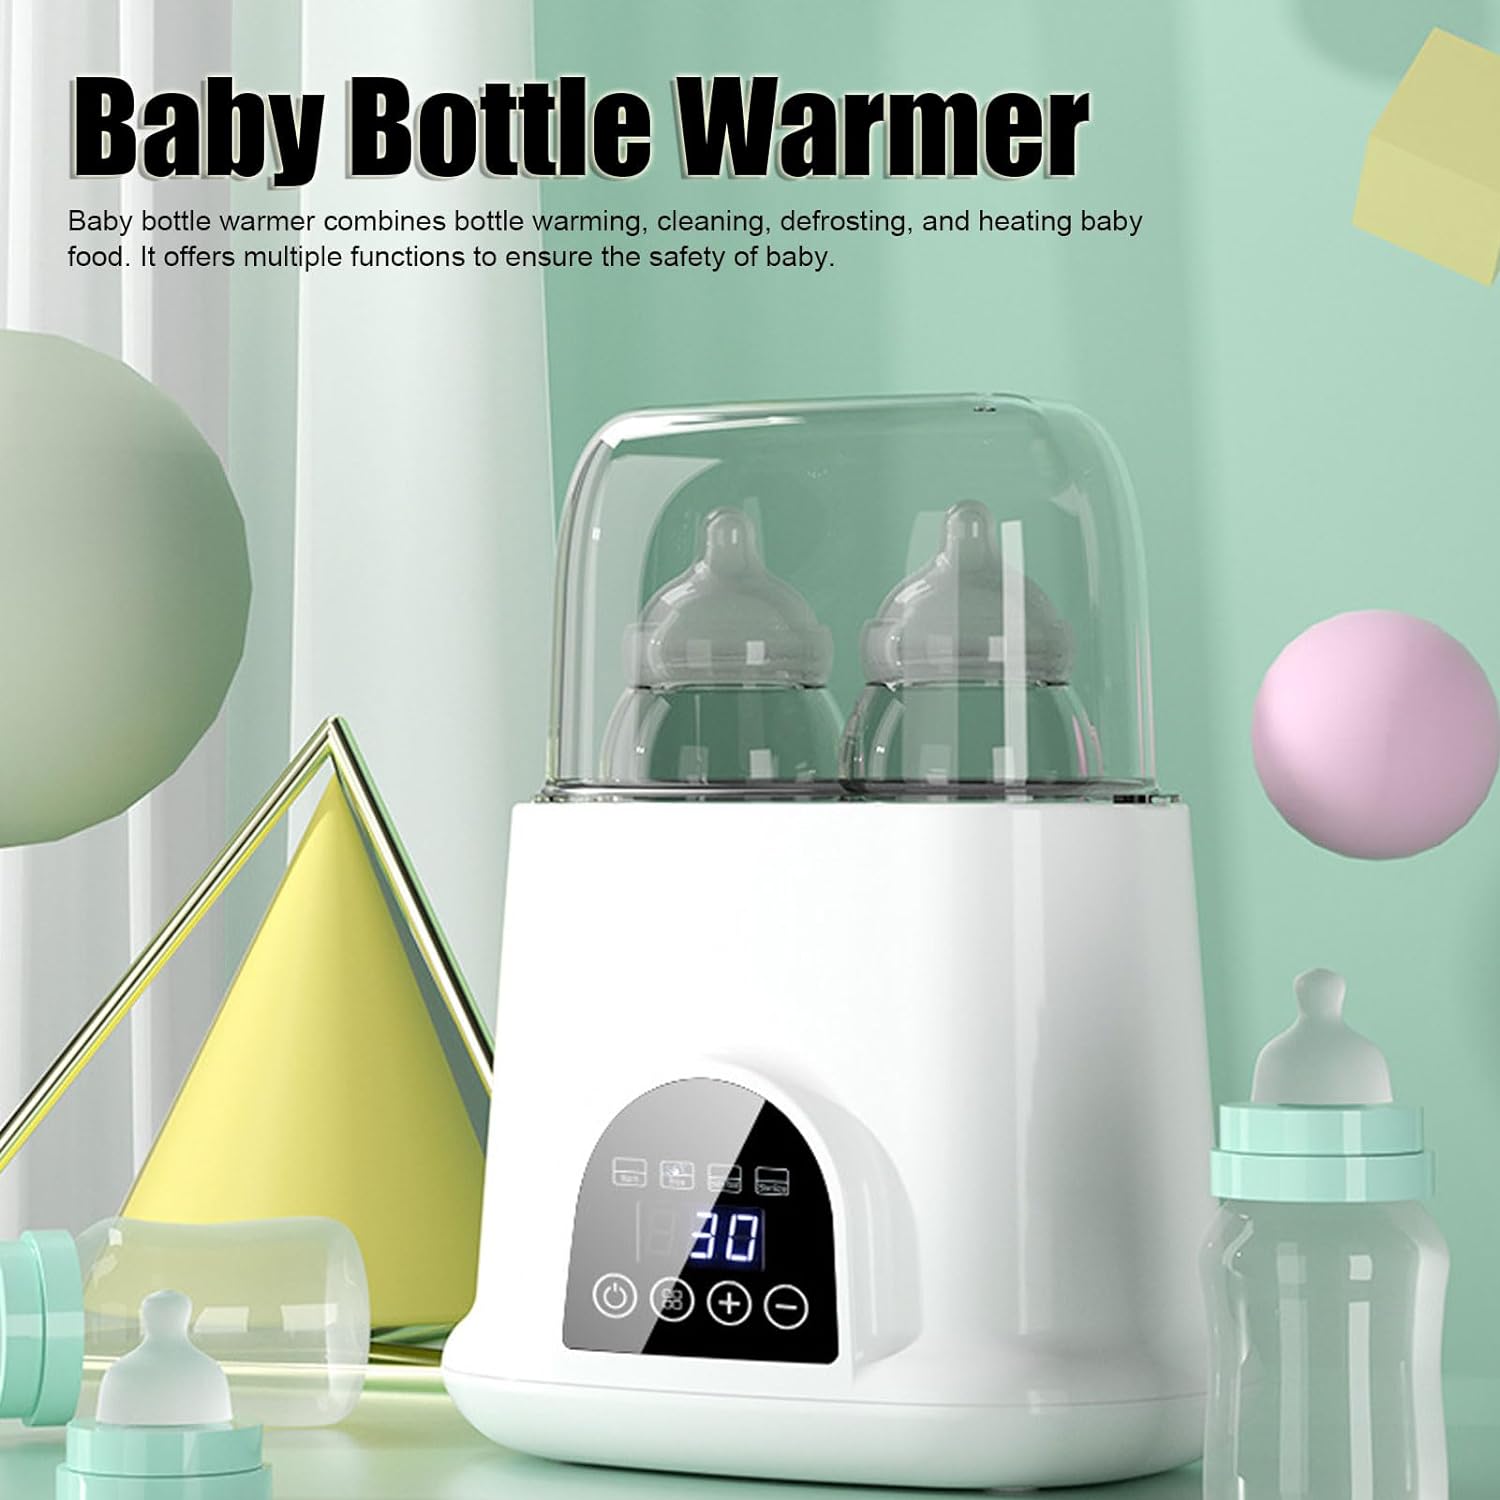 Baby Bottle Warmer
Baby bottle warmer combines bottle warming, cleaning, defrosting, and heating baby
food. It offers multiple functions to ensure the safety of baby.
30